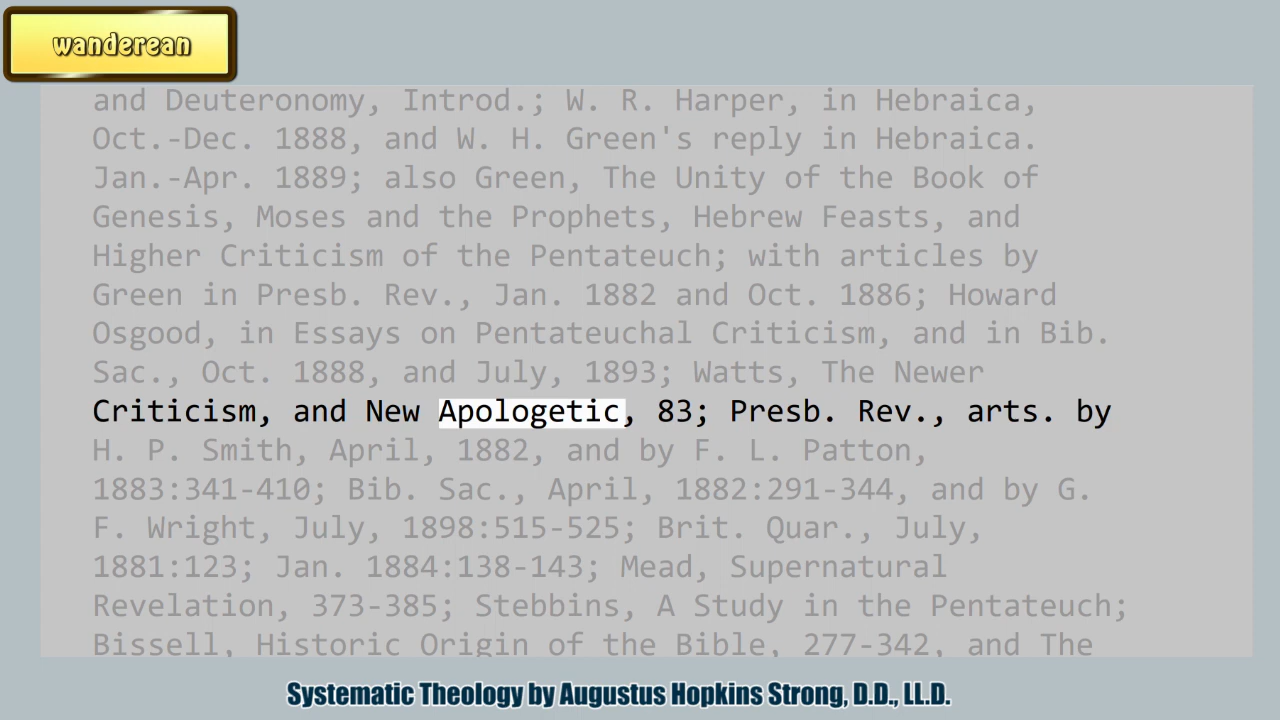 wanderean
and Deuteronomy, Introd.; W. R. Harper, in Hebraica,
Oct.-Dec. 1888, and W. H. Green's reply in Hebraica.
Jan.-Apr. 1889; also Green, The Unity of the Book of
Genesis, Moses and the Prophets, Hebrew Feasts, and
Higher Criticism of the Pentateuch; with articles by
Green in Presb. Rev., Jan. 1882 and Oct. 1886; Howard
Osgood, in Essays on Pentateuchal Criticism, and in Bib.
Sac., Oct. 1888, and July, 1893; Watts, The Newer
Criticism, and New Apologetic, 83; Presb. Rev., arts. by
H. P. Smith, April, 1882, and by F. L. Patton,
1883:341-410; Bib. Sac., April, 1882:291-344, and by G.
F. Wright, July, 1898:515-525; Brit. Quar., July,
1881:123; Jan. 1884:138-143; Mead, Supernatural
Revelation, 373-385; Stebbins, A Study in the Pentateuch;
Bissell, Historic Origin of the Bible, 277-342, and The
Systematic Theology by Augustus Hopkins Strong, D.D., LL.D.